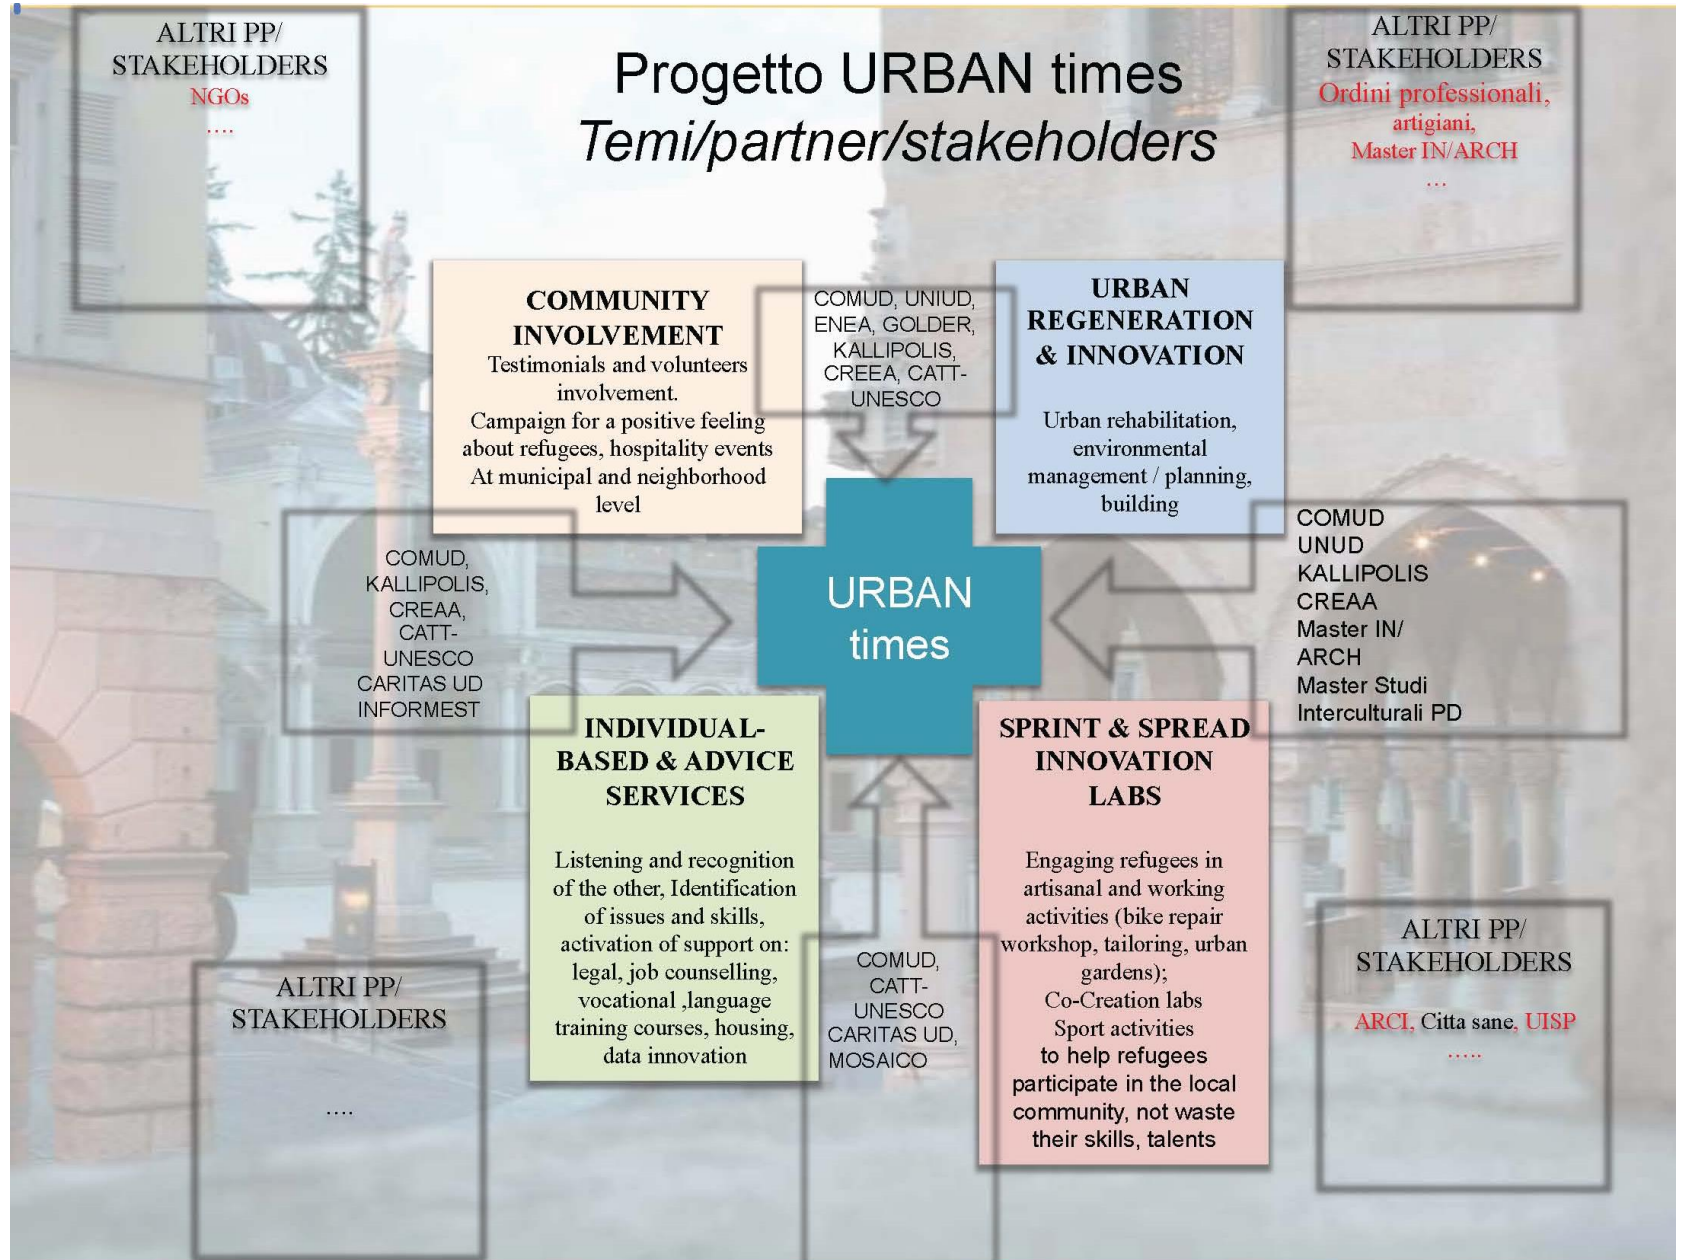 ALTRI PP/
STAKEHOLDERS
NGOs
....
Progetto URBAN times
Temi/partner/stakeholders
ALTRI PP/
STAKEHOLDERS
Ordini professionali,
artigiani,
Master IN/ARCH
...
COMMUNITY
INVOLVEMENT
Testimonials and volunteers
involvement.
Campaign for a positive feeling
about refugees, hospitality events
At municipal and neighborhood
level
COMUD, UNIUD,
ENEA, GOLDER,
KALLIPOLIS,
CREEA, CATT-
UNESCO
URBAN
REGENERATION
& INNOVATION
Urban rehabilitation,
environmental
management / planning,
building
COMUD,
KALLIPOLIS,
CREAA,
CATT-
UNESCO
CARITAS UD
INFORMEST
URBAN
times
COMUD
UNUD
KALLIPOLIS
CREAA
Master IN/
ARCH
Master Studi
Interculturali PD
INDIVIDUAL-
BASED & ADVICE
SERVICES
Listening and recognition
of the other, Identification
of issues and skills,
activation of support on:
legal, job counselling,
vocational ,language
training courses, housing,
data innovation
COMUD,
CATT-
UNESCO
CARITAS UD,
MOSAICO
SPRINT & SPREAD
INNOVATION
LABS
Engaging refugees in
artisanal and working
activities (bike repair
workshop, tailoring, urban
gardens);
Co-Creation labs
Sport activities
to help refugees
participate in the local
community, not waste
their skills, talents
ALTRI PP/
STAKEHOLDERS
....
ALTRI PP/
STAKEHOLDERS
ARCI, Citta sane, UISP
.....